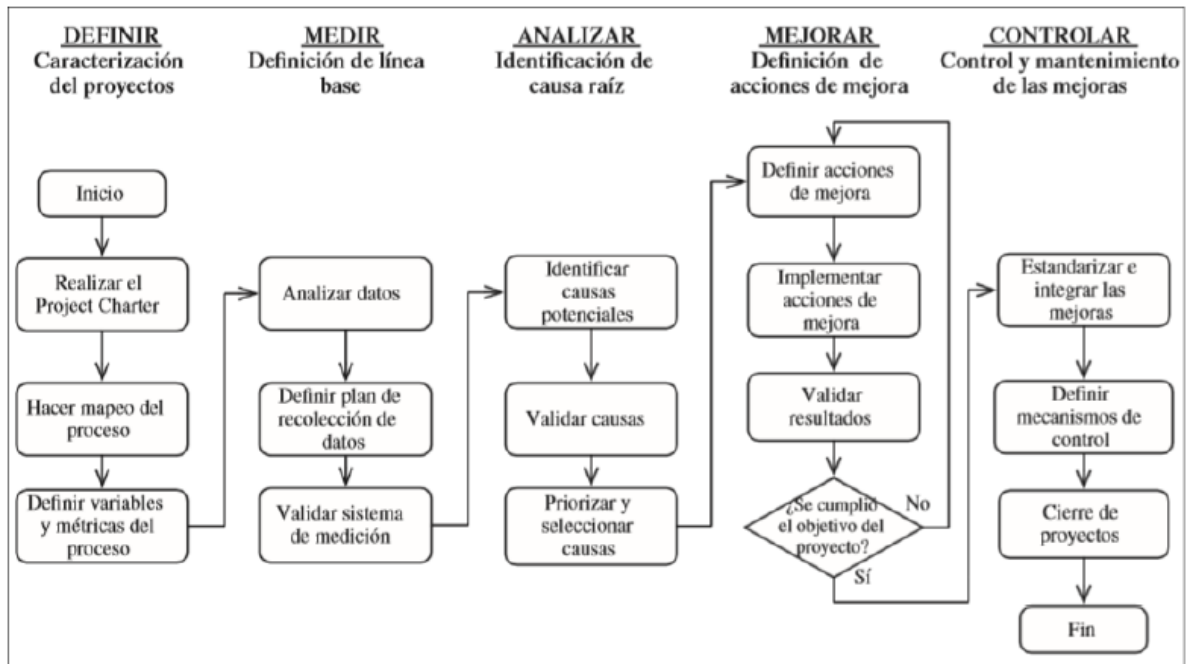 DEFINIR
Caracterización
del proyectos
MEDIR
Definición de línea
base
ANALIZAR
Identificación de
causa raíz
MEJORAR
Definición de
acciones de mejora
CONTROLAR
Control y mantenimiento
de las mejoras
Inicio
Realizar el
Project Charter
Hacer mapeo del
proceso
Definir variables
y métricas del
proceso
Analizar datos
Definir plan de
recolección de
datos
Validar sistema
de medición
Identificar
causas
potenciales
Validar causas
Priorizar y
seleccionar
causas
Definir acciones
de mejora
Implementar
acciones de
mejora
Validar
resultados
¿Se cumplió
el objetivo del
proyecto?
No
Sí
Estandarizar e
integrar las
mejoras
Definir
mecanismos de
control
Cierre de
proyectos
Fin